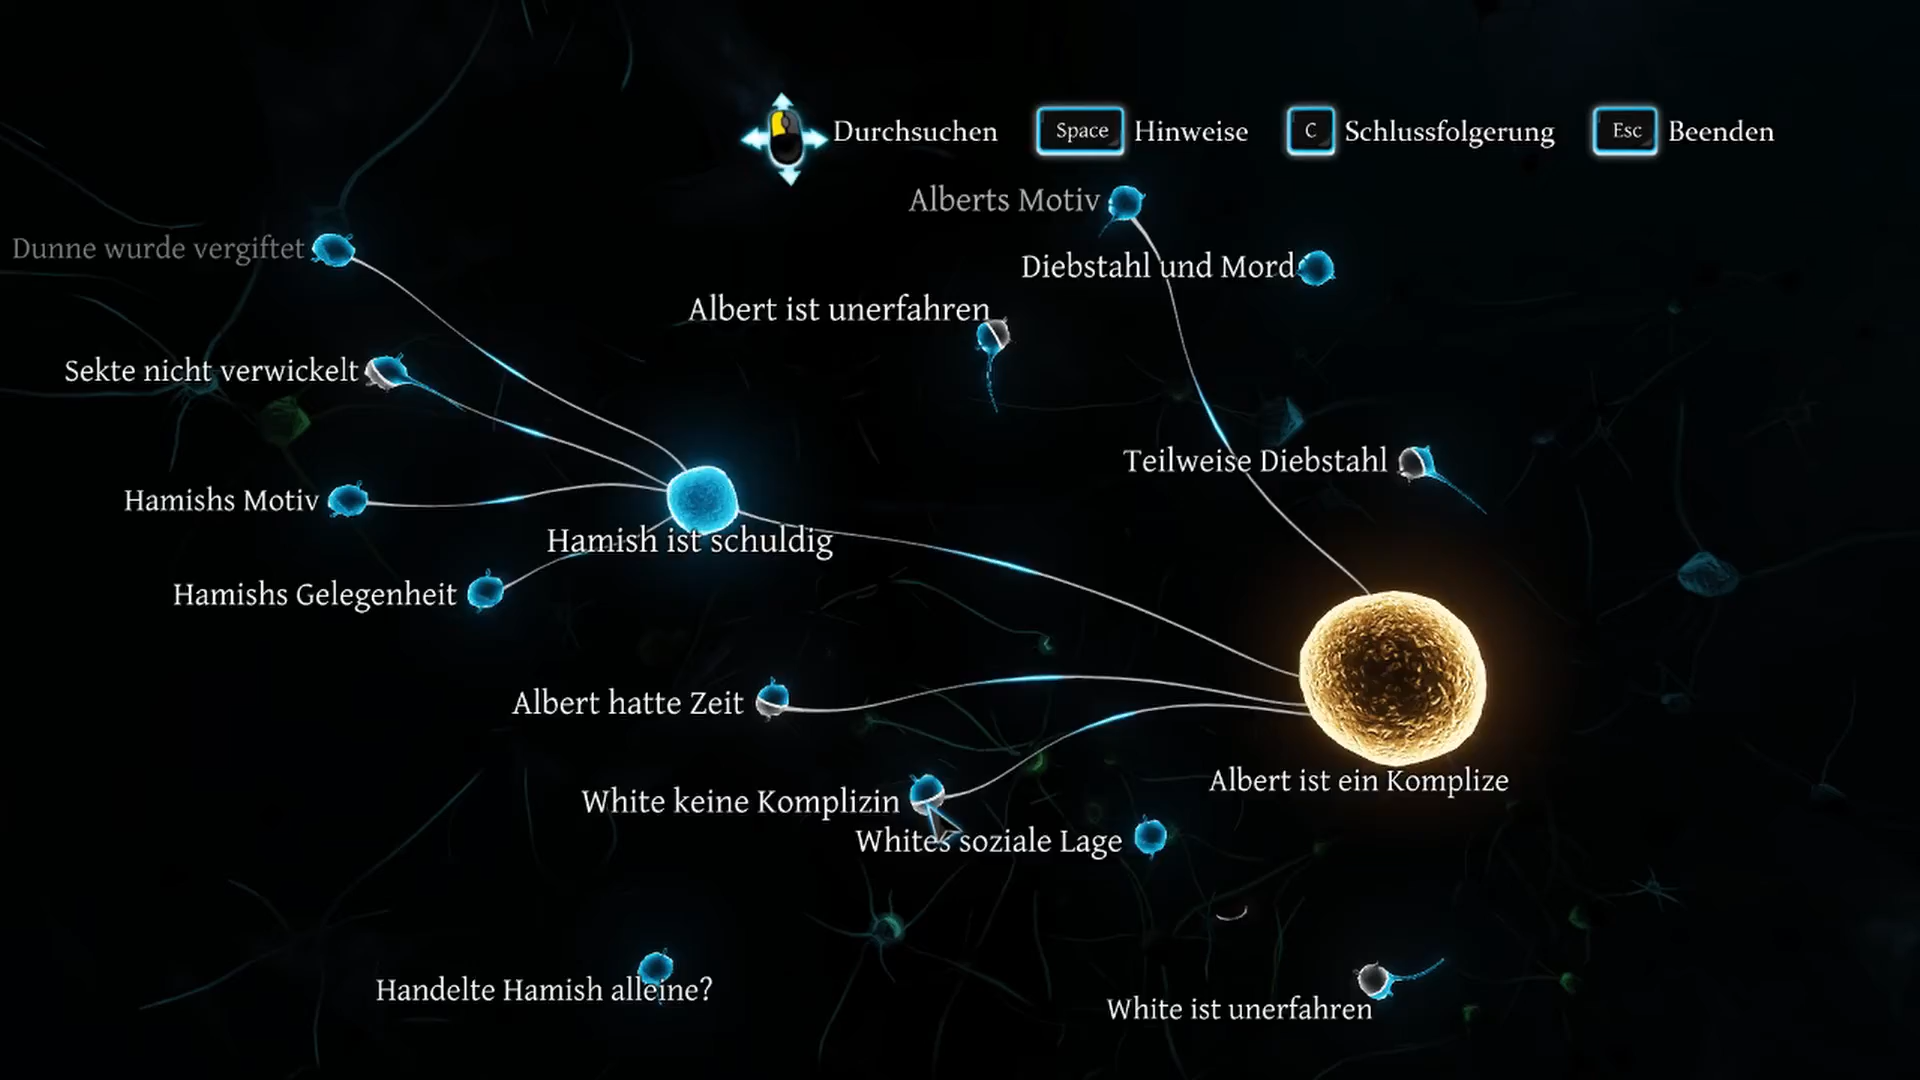 Durchsuchen
Space Hinweise
C Schlussfolgerung
Esc Beenden
Alberts Motiv
Dunne wurde vergiftet
Diebstahl und Mord
Albert ist unerfahren
Sekte nicht verwickelt
Teilweise Diebstahl
Hamishs Motiv
Hamish ist schuldig
Hamishs Gelegenheit
Albert hatte Zeit
Albert ist ein Komplize
White keine Komplizin
Whites soziale Lage
Handelte Hamish alleine?
White ist unerfahren